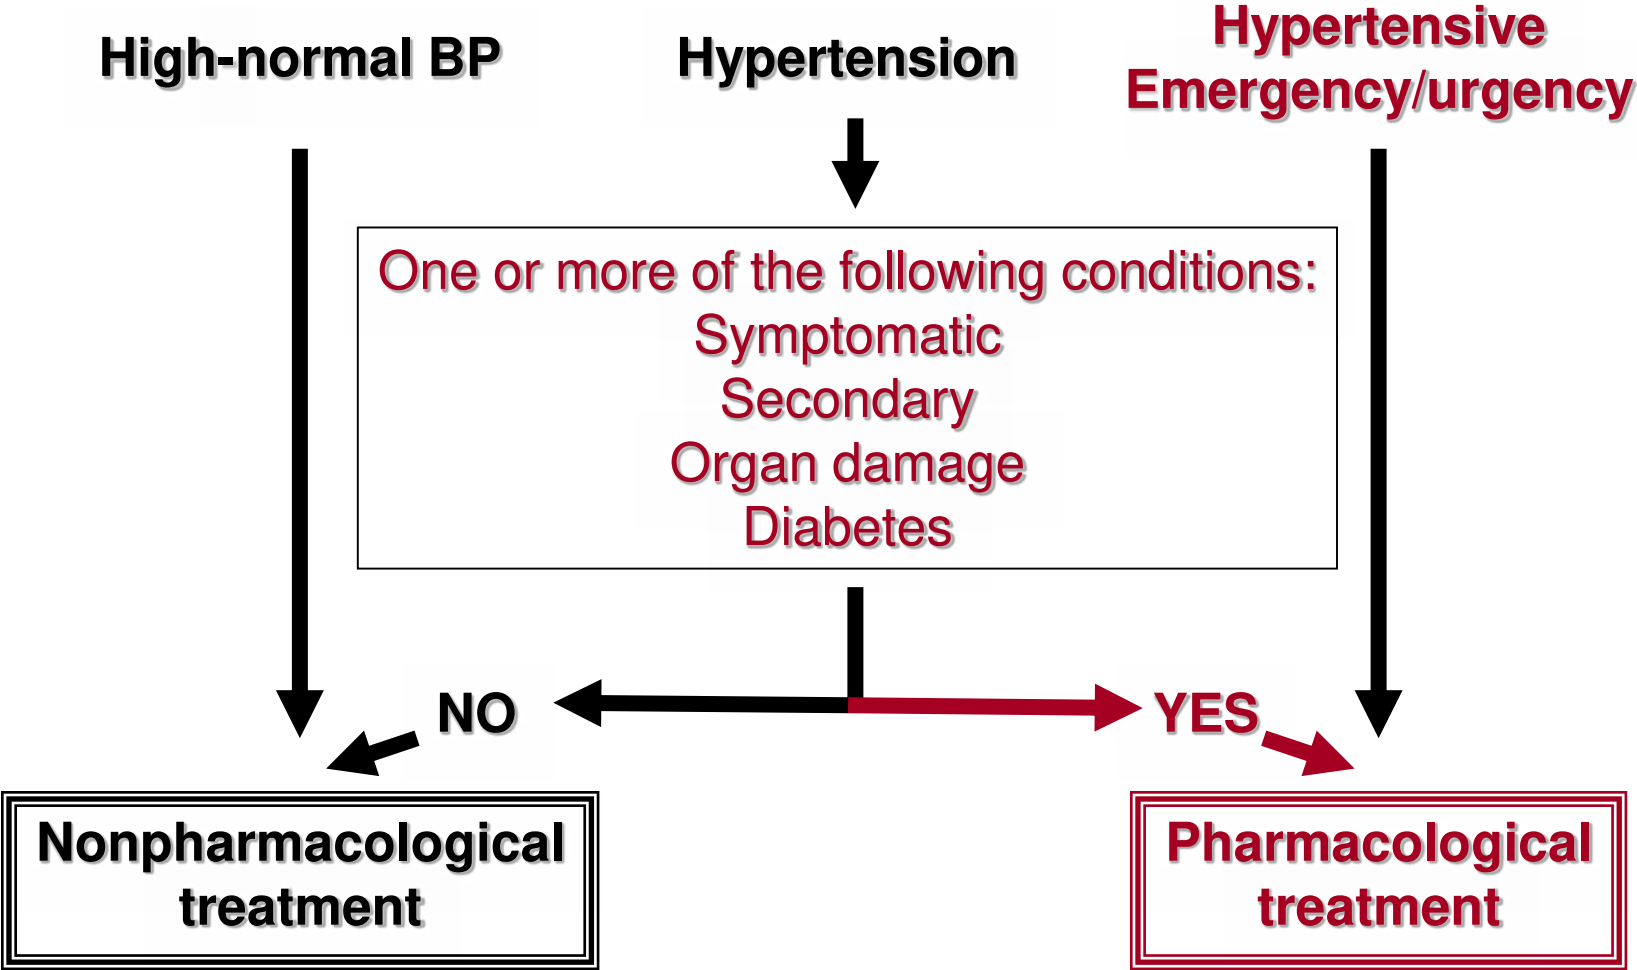 High-normal BP
Hypertension
Hypertensive
Emergency/urgency
One or more of the following conditions:
Symptomatic
Secondary
Organ damage
Diabetes
NO
YES
Nonpharmacological
treatment
Pharmacological
treatment